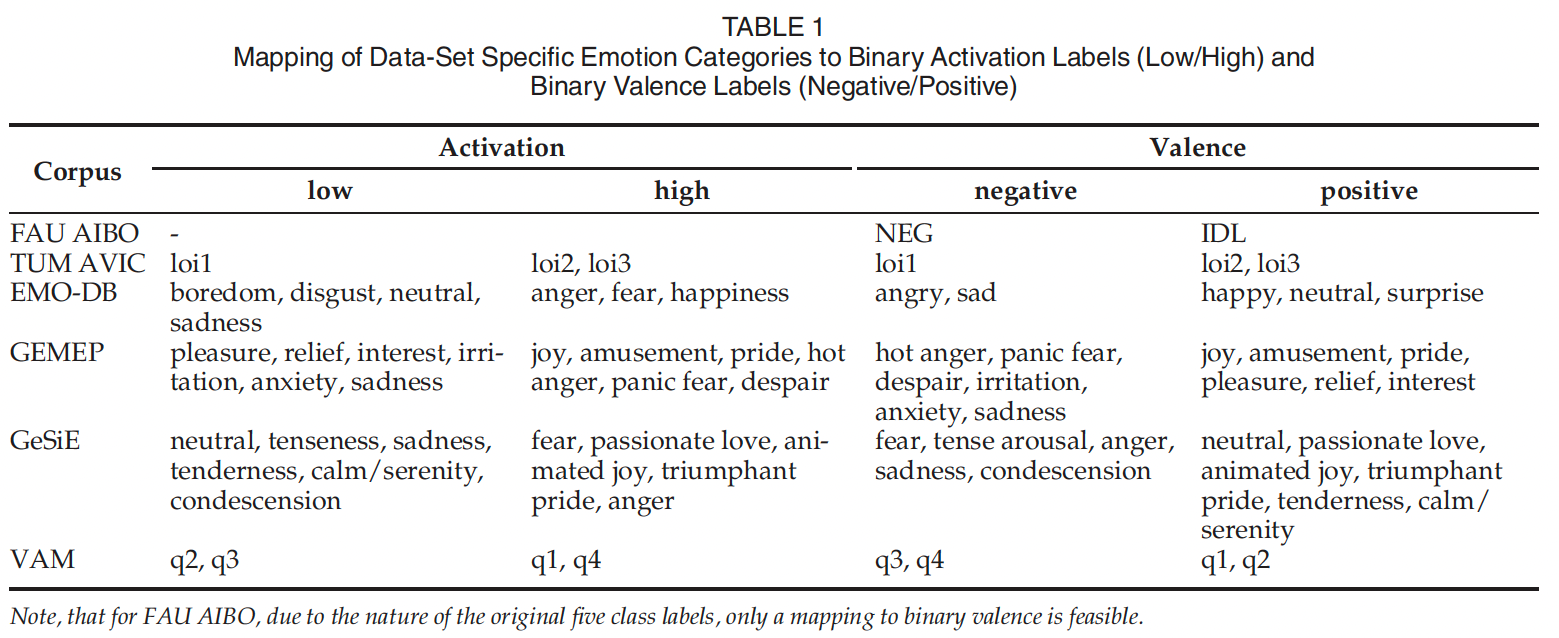 TABLE 1
Mapping of Data-Set Specific Emotion Categories to Binary Activation Labels (Low/High) and
Binary Valence Labels (Negative/Positive)
Corpus Activation Valence
low high negative positive
FAU AIBO - NEG IDL
TUM AVIC loi1 loi2, loi3 loi1 loi2, loi3
EMO-DB boredom, disgust, neutral, anger, fear, happiness angry, sad happy, neutral, surprise
sadness
GEMEP pleasure, relief, interest, irri- joy, amusement, pride, hot hot anger, panic fear, joy, amusement, pride,
tation, anxiety, sadness anger, panic fear, despair despair, irritation, pleasure, relief, interest
anxiety, sadness
GeSiE neutral, tenseness, sadness, fear, passionate love, ani- fear, tense arousal, anger, neutral, passionate love,
tenderness, calm/serenity, mated joy, triumphant sadness, condescension animated joy, triumphant
condescension pride, anger pride, tenderness, calm/
serenity
VAM q2, q3 q1, q4 q3, q4 q1, q2
Note, that for FAU AIBO, due to the nature of the original five class labels, only a mapping to binary valence is feasible.